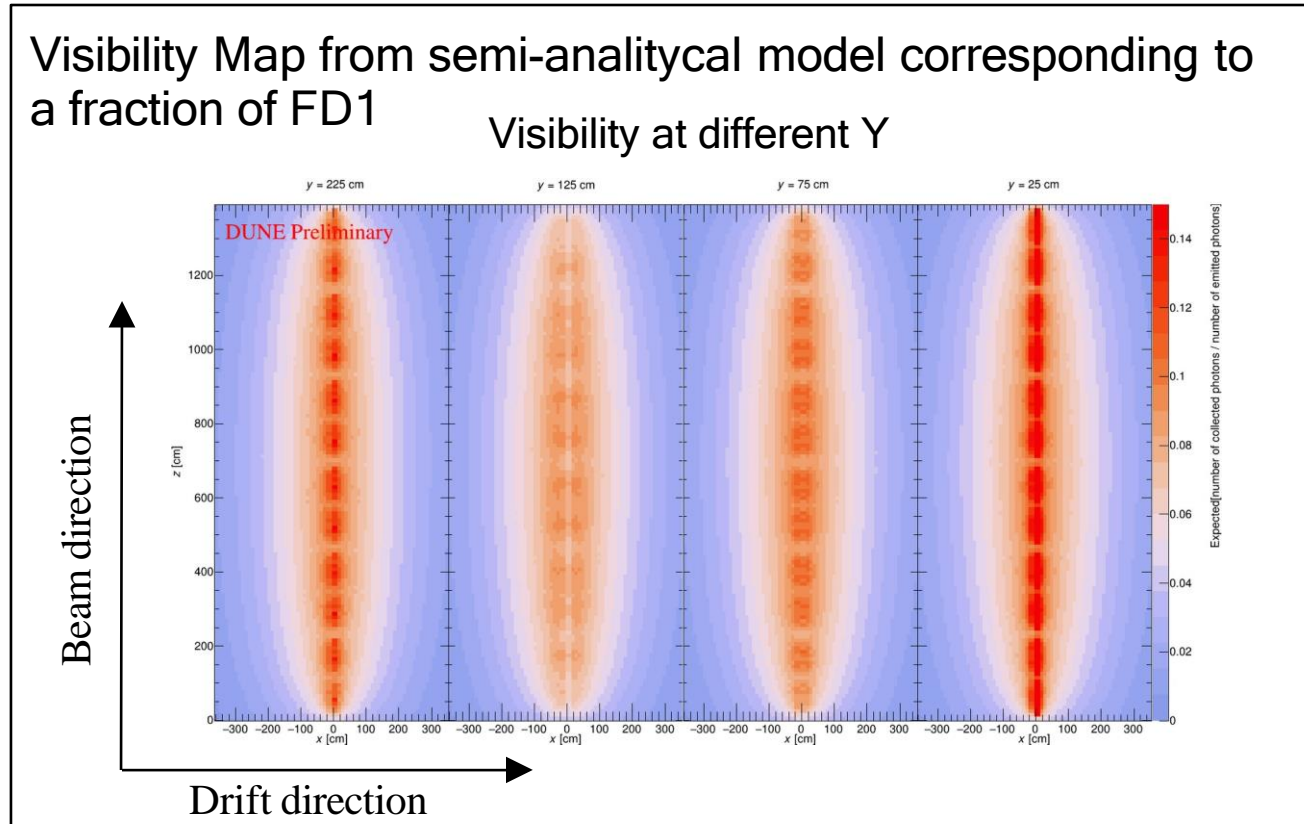 Visibility Map from semi-analitycal model corresponding to
a fraction of FD1
Visibility at different Y
y = 225 cm
y = 125 cm
y = 75 cm
y = 25 cm
DUNE Preliminary
1200
1000
800
600
400
200
0
z [cm]
Beam direction
−300 −200 −100 0 100 200 300
x [cm]
−300 −200 −100 0 100 200 300
x [cm]
−300 −200 −100 0 100 200 300
x [cm]
−300 −200 −100 0 100 200 300
x [cm]
0.14
0.12
0.1
0.08
0.06
0.04
0.02
0
Expected[number of collected photons / number of emitted photons]
Drift direction